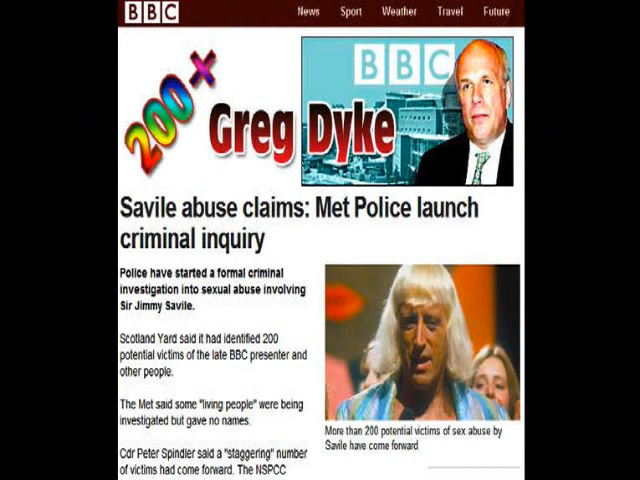 BBC
News Sport Weather Travel Future
BBC
200 x
Greg Dyke
Savile abuse claims: Met Police launch
criminal inquiry
Police have started a formal criminal
investigation into sexual abuse involving
Sir Jimmy Savile.
Scotland Yard said it had identified 200
potential victims of the late BBC presenter and
other people.
The Met said some "living people" were being
investigated but gave no names.
Cdr Peter Spindler said a "staggering" number
of victims had come forward. The NSPCC
More than 200 potential victims of sex abuse by
Savile have come forward